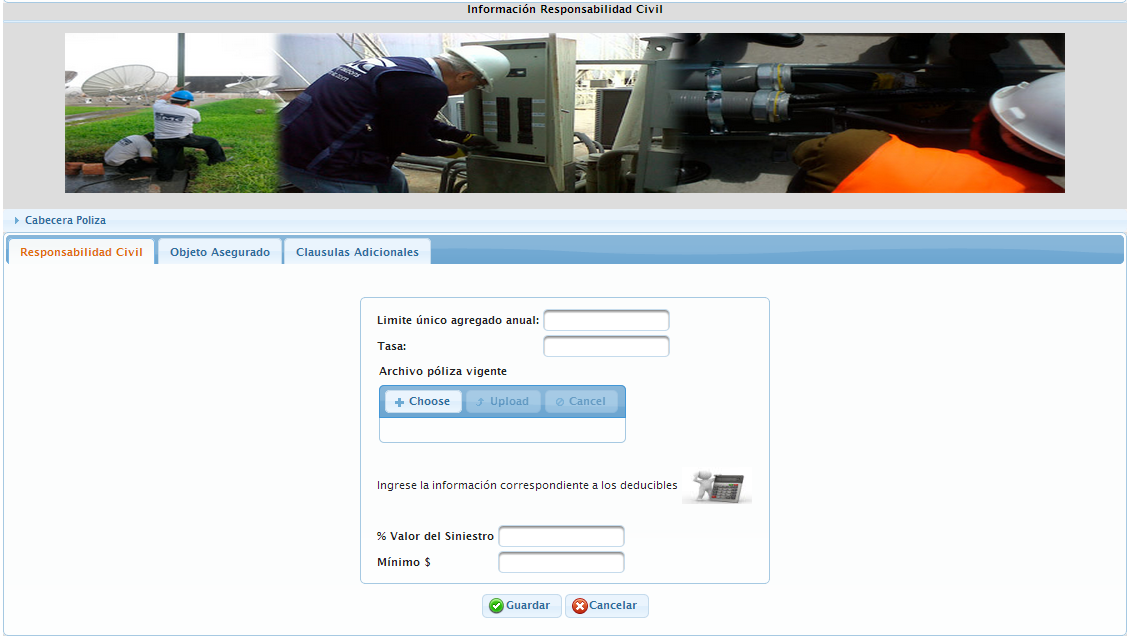 Información Responsabilidad Civil
Cabecera Poliza
Responsabilidad Civil Objeto Asegurado Clausulas Adicionales
Limite único agregado anual:
Tasa:
Archivo póliza vigente
Choose Upload Cancel
Ingrese la información correspondiente a los deducibles
% Valor del Siniestro
Mínimo $
Guardar Cancelar